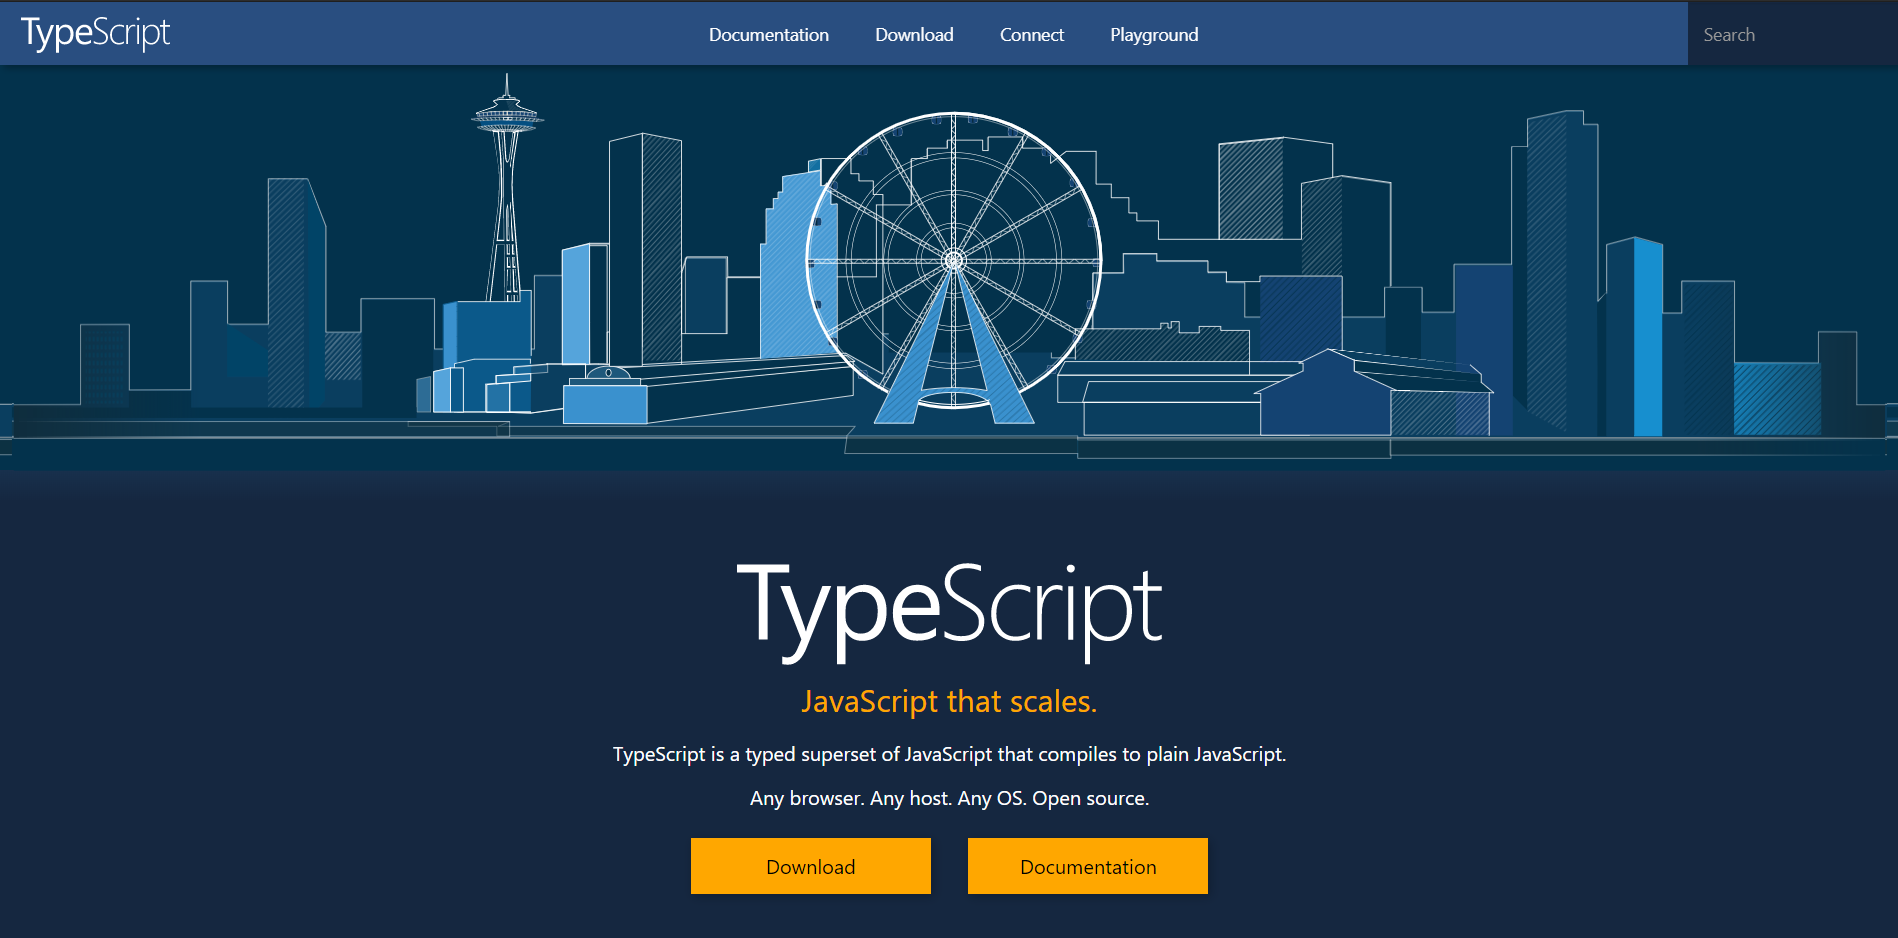 TypeScript
Documentation Download Connect Playground
Search
TypeScript
JavaScript that scales.
TypeScript is a typed superset of JavaScript that compiles to plain JavaScript.
Any browser. Any host. Any OS. Open source.
Download Documentation